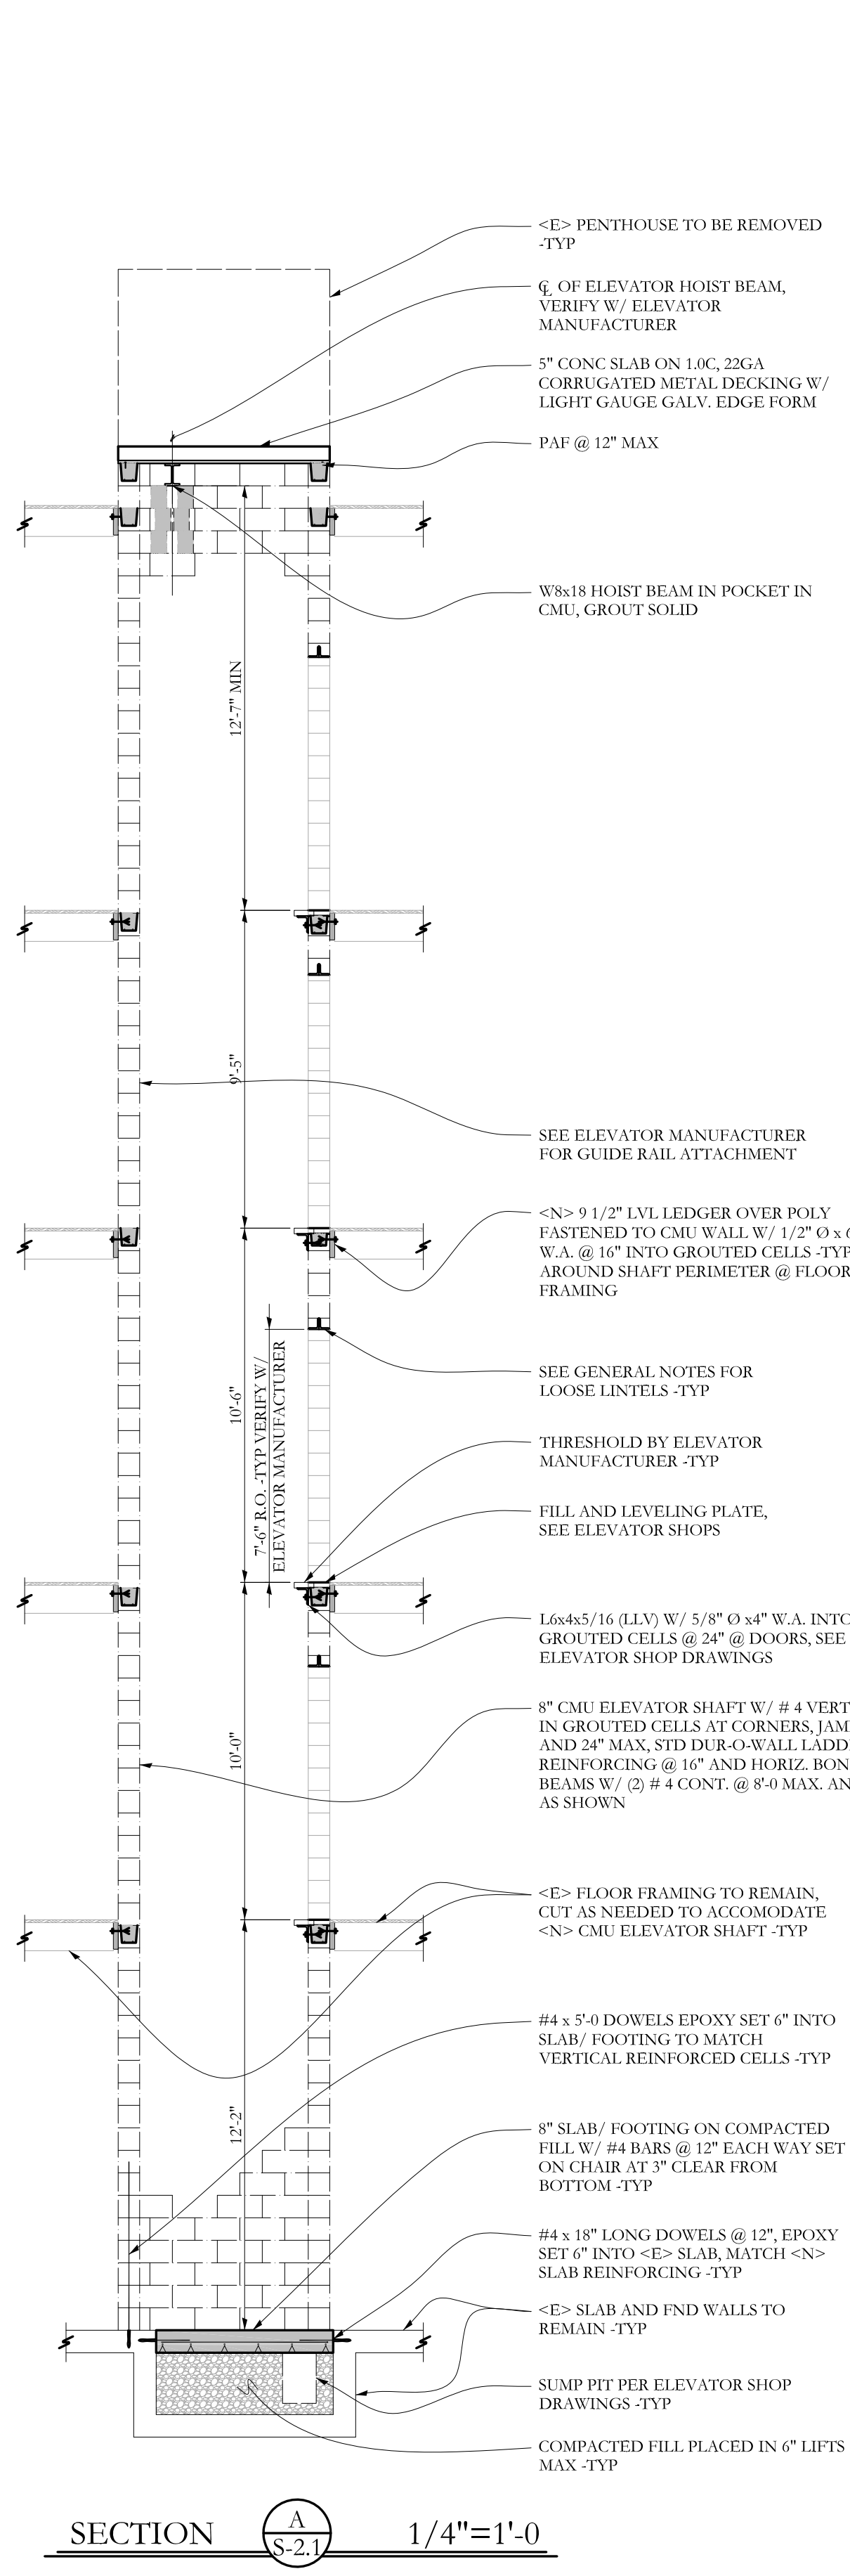 <E> PENTHOUSE TO BE REMOVED
-TYP
℄ OF ELEVATOR HOIST BEAM,
VERIFY W/ ELEVATOR
MANUFACTURER
5" CONC SLAB ON 1.0C, 22GA
CORRUGATED METAL DECKING W/
LIGHT GAUGE GALV. EDGE FORM
PAF @ 12" MAX
W8x18 HOIST BEAM IN POCKET IN
CMU, GROUT SOLID
12'-7" MIN
9'-5"
SEE ELEVATOR MANUFACTURER
FOR GUIDE RAIL ATTACHMENT
<N> 9 1/2" LVL LEDGER OVER POLY
FASTENED TO CMU WALL W/ 1/2" Ø x
W.A. @ 16" INTO GROUTED CELLS -TYP
AROUND SHAFT PERIMETER @ FLOOR
FRAMING
10'-6"
7'-6" R.O. -TYP VERIFY W/
ELEVATOR MANUFACTURER
SEE GENERAL NOTES FOR
LOOSE LINTELS -TYP
THRESHOLD BY ELEVATOR
MANUFACTURER -TYP
FILL AND LEVELING PLATE,
SEE ELEVATOR SHOPS
L6x4x5/16 (LLV) W/ 5/8" Ø x4" W.A. INTO
GROUTED CELLS @ 24" @ DOORS, SEE
ELEVATOR SHOP DRAWINGS
10'-0"
8" CMU ELEVATOR SHAFT W/ # 4 VERT
IN GROUTED CELLS AT CORNERS,
AND 24" MAX, STD DUR-O-WALL
REINFORCING @ 16" AND HORIZ.
BEAMS W/ (2) # 4 CONT. @ 8'-0 MAX.
AS SHOWN
<E> FLOOR FRAMING TO REMAIN,
CUT AS NEEDED TO ACCOMODATE
<N> CMU ELEVATOR SHAFT -TYP
12'-2"
#4 x 5'-0 DOWELS EPOXY SET 6" INTO
SLAB/ FOOTING TO MATCH
VERTICAL REINFORCED CELLS -TYP
8" SLAB/ FOOTING ON COMPACTED
FILL W/ #4 BARS @ 12" EACH WAY SET
ON CHAIR AT 3" CLEAR FROM
BOTTOM -TYP
#4 x 18" LONG DOWELS @ 12", EPOXY
SET 6" INTO <E> SLAB, MATCH <N>
SLAB REINFORCING -TYP
<E> SLAB AND FND WALLS TO
REMAIN -TYP
SUMP PIT PER ELEVATOR SHOP
DRAWINGS -TYP
COMPACTED FILL PLACED IN 6" LIFTS
MAX -TYP
SECTION A S-2.1 1/4"=1'-0